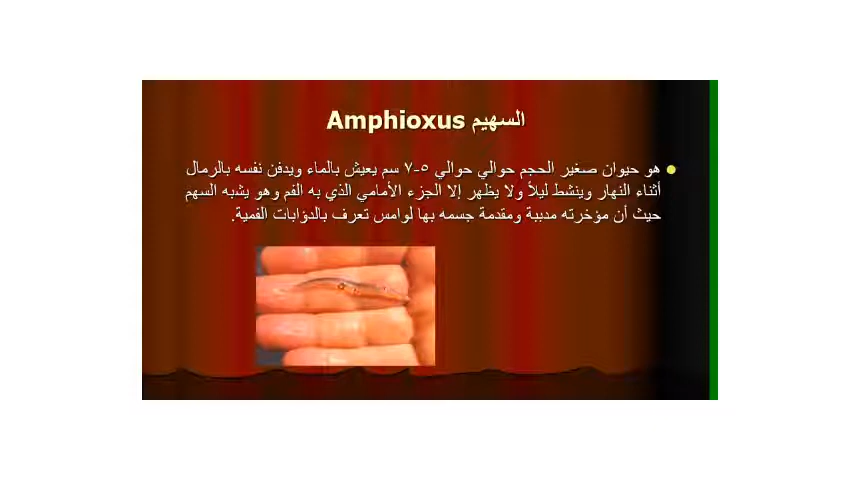 السهيم Amphioxus
هو حيوان صغير الحجم حوالي حوالي ٥-٧ سم يعيش بالماء ويدفن نفسه بالرمال
أثناء النهار وينشط ليلاً ولا يظهر إلا الجزء الأمامي الذي به الفم وهو يشبه السهم
حيث أن مؤخرته مدببة ومقدمة جسمه بها لوامس تعرف بالدؤابات الفمية.